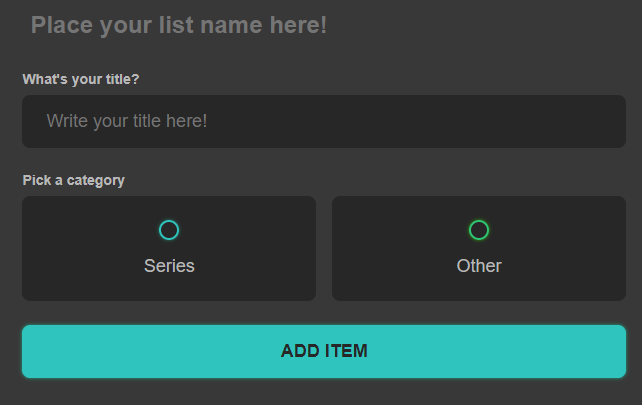 Place your list name here!
What's your title?
Write your title here!
Pick a category
Series
Other
ADD ITEM